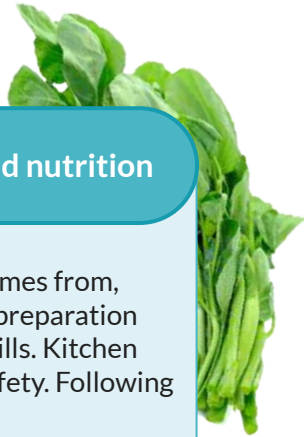 d nutrition
mes from,
preparation
ills. Kitchen
fety. Following